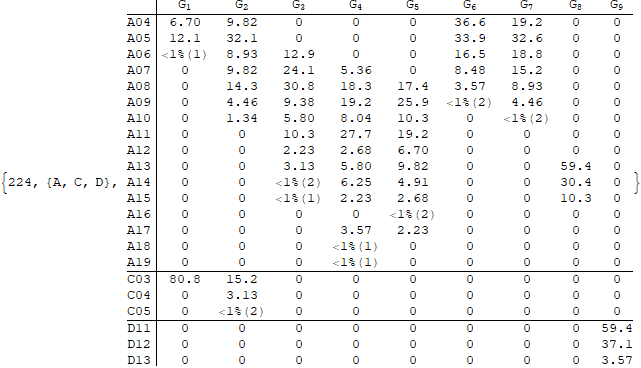 G₁ G₂ G₃ G₄ G₅ G₆ G₇ G₈ G₉
A04 6.70 9.82 0 0 0 36.6 19.2 0 0
A05 12.1 32.1 0 0 0 33.9 32.6 0 0
A06 <1%(1) 8.93 12.9 0 0 16.5 18.8 0 0
A07 0 9.82 24.1 5.36 0 8.48 15.2 0 0
A08 0 14.3 30.8 18.3 17.4 3.57 8.93 0 0
A09 0 4.46 9.38 19.2 25.9 <1%(2) 4.46 0 0
A10 0 1.34 5.80 8.04 10.3 0 <1%(2) 0 0
A11 0 0 10.3 27.7 19.2 0 0 0 0
A12 0 0 2.23 2.68 6.70 0 0 0 0
A13 0 0 3.13 5.80 9.82 0 0 59.4 0
{224, {A, C, D}, A14 0 0 <1%(2) 6.25 4.91 0 0 30.4 0 }
A15 0 0 <1%(1) 2.23 2.68 0 0 10.3 0
A16 0 0 0 0 <1%(2) 0 0 0 0
A17 0 0 0 3.57 2.23 0 0 0 0
A18 0 0 0 <1%(1) 0 0 0 0 0
A19 0 0 0 <1%(1) 0 0 0 0 0
C03 80.8 15.2 0 0 0 0 0 0 0
C04 0 3.13 0 0 0 0 0 0 0
C05 0 <1%(2) 0 0 0 0 0 0 0
D11 0 0 0 0 0 0 0 0 59.4
D12 0 0 0 0 0 0 0 0 37.1
D13 0 0 0 0 0 0 0 0 3.57